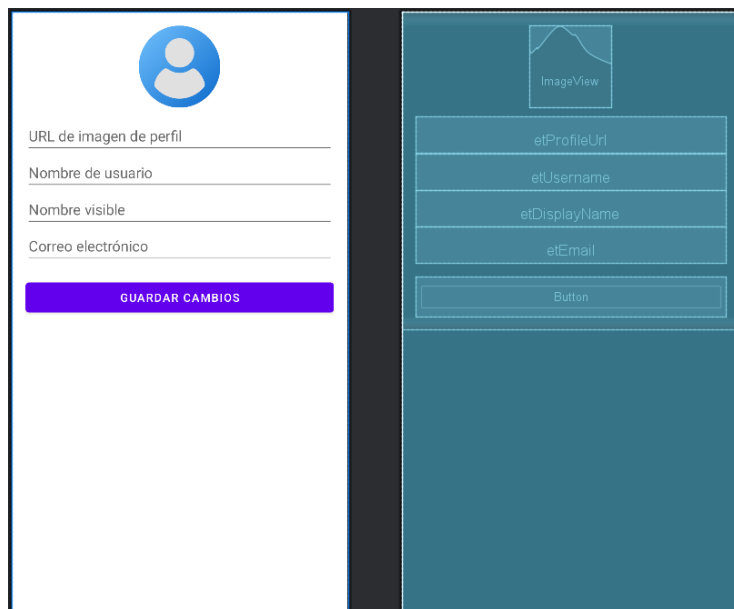 URL de imagen de perfil
Nombre de usuario
Nombre visible
Correo electrónico
GUARDAR CAMBIOS
ImageView
etProfileUrl
etUsername
etDisplayName
etEmail
Button